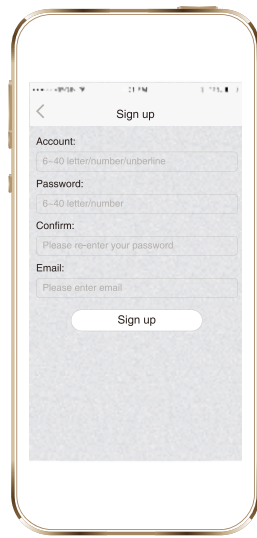 Sign up
Account:
6-40 letter/number/unberline
Password:
6-40 letter/number
Confirm:
Please re-enter your password
Email:
Please enter email
Sign up